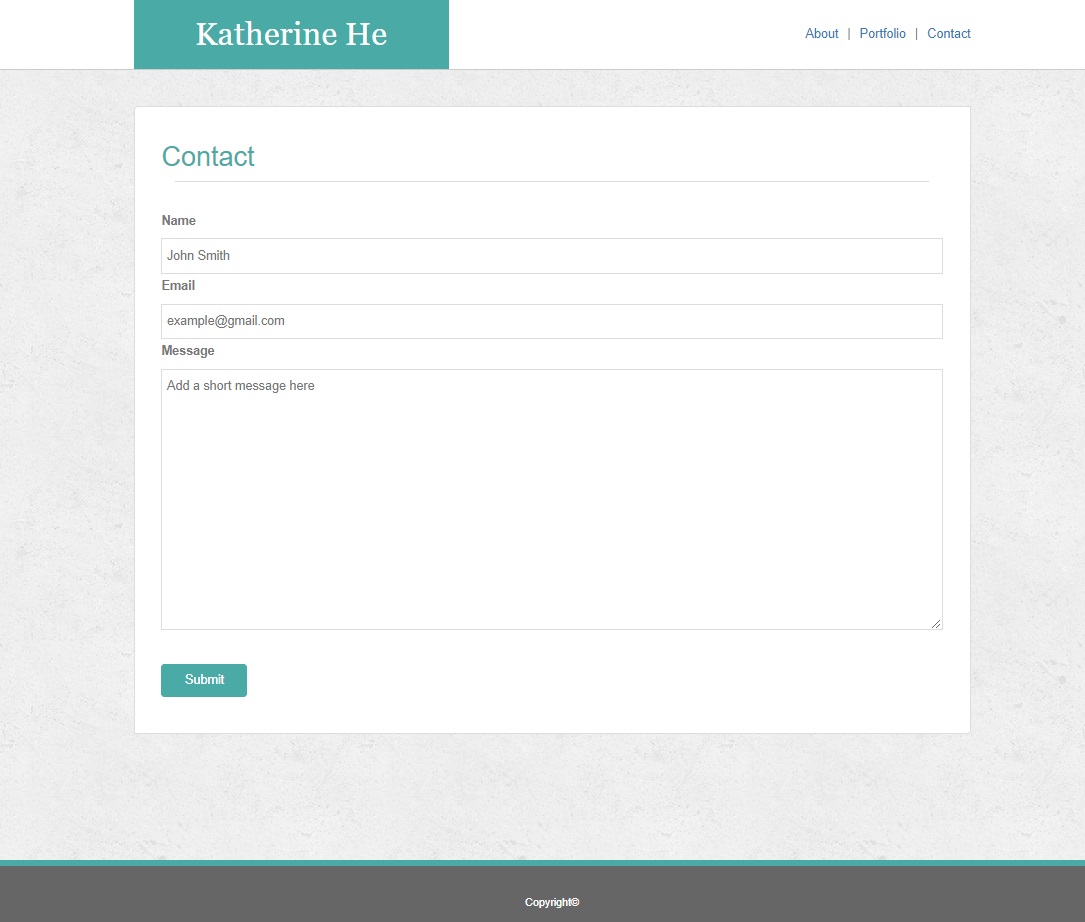 Katherine He
About | Portfolio | Contact
Contact
Name
John Smith
Email
example@gmail.com
Message
Add a short message here
Submit
Copyright©